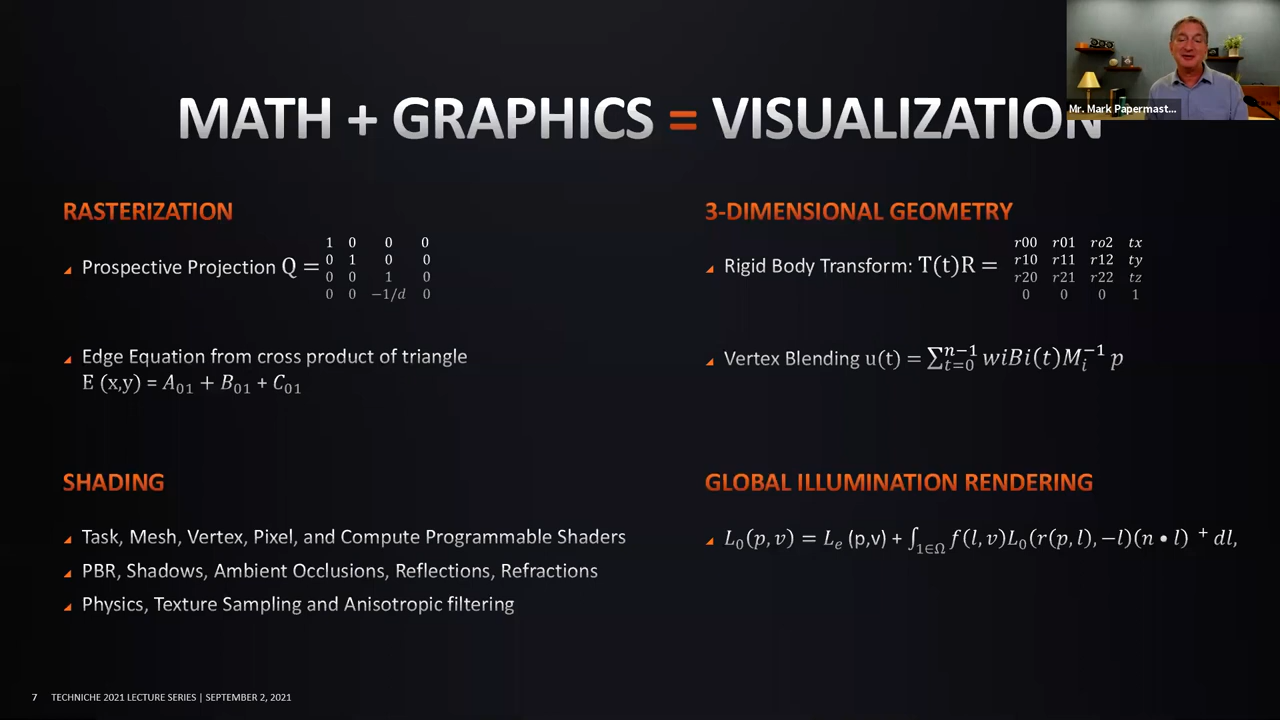 MATH + GRAPHICS = VISUALIZATION
Mr. Mark Papermast...
RASTERIZATION
Prospective Projection Q =
1 0 0 0
0 1 0 0
0 0 1 0
0 0 −1/d 0
Edge Equation from cross product of triangle
E (x,y) = A₀₁ + B₀₁ + C₀₁
3-DIMENSIONAL GEOMETRY
Rigid Body Transform: T(t)R =
r00 r01 ro2 tx
r10 r11 r12 ty
r20 r21 r22 tz
0 0 0 1
Vertex Blending u(t) = ∑ⁿ⁻¹ₜ₌₀ wiBi(t)Mᵢ⁻¹ p
SHADING
Task, Mesh, Vertex, Pixel, and Compute Programmable Shaders
PBR, Shadows, Ambient Occlusions, Reflections, Refractions
Physics, Texture Sampling and Anisotropic filtering
GLOBAL ILLUMINATION RENDERING
L₀(p, v) = Lₑ (p,v) + ∫₁∈Ω f(l, v)L₀(r(p, l), −l)(n • l) ⁺ dl,
7 TECHNICHE 2021 LECTURE SERIES | SEPTEMBER 2, 2021